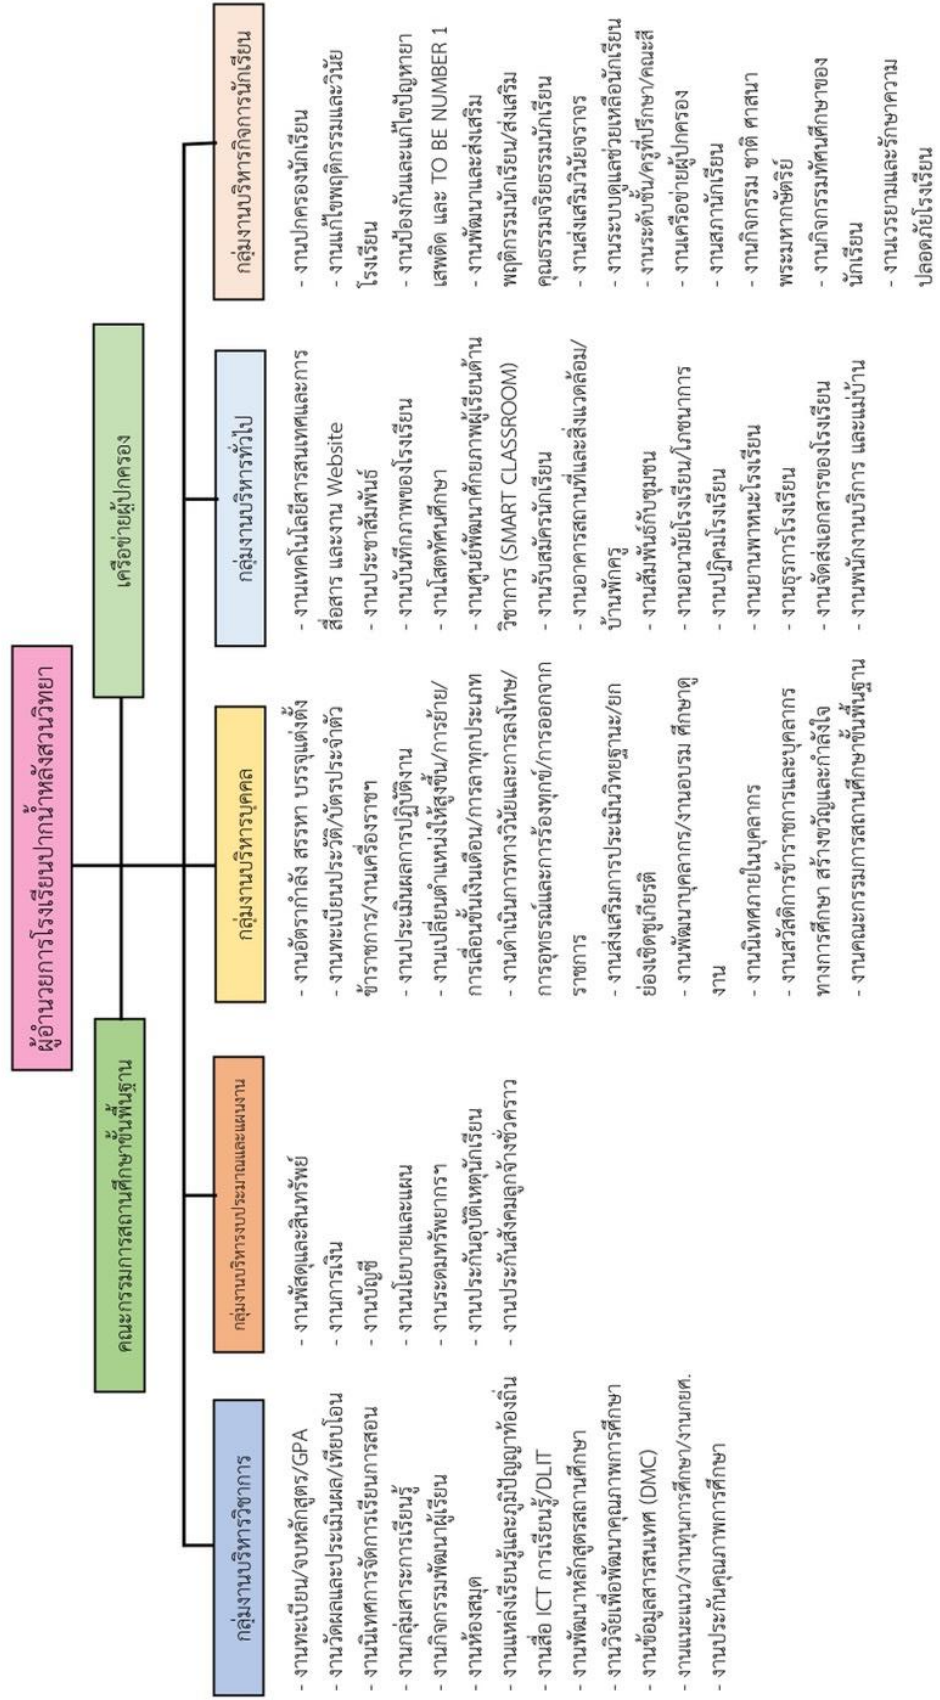 ผู้อำนวยการโรงเรียนปากน้ำหลังสวนวิทยา
คณะกรรมการสถานศึกษาขั้นพื้นฐาน
เครือข่ายผู้ปกครอง
กลุ่มงานบริหารวิชาการ
- งานทะเบียน/จบหลักสูตร/GPA
- งานวัดผลและประเมินผล/เทียบโอน
- งานนิเทศการจัดการเรียนการสอน
- งานกลุ่มสาระการเรียนรู้
- งานกิจกรรมพัฒนาผู้เรียน
- งานห้องสมุด
- งานแหล่งเรียนรู้และภูมิปัญญาท้องถิ่น
- งานสื่อ ICT การเรียนรู้/DLIT
- งานพัฒนาหลักสูตรสถานศึกษา
- งานวิจัยเพื่อพัฒนาคุณภาพการศึกษา
- งานข้อมูลสารสนเทศ (DMC)
- งานแนะแนว/งานทุนการศึกษา/งานกยศ.
- งานประกันคุณภาพการศึกษา
กลุ่มงานบริหารงบประมาณและแผนงาน
- งานพัสดุและสินทรัพย์
- งานการเงิน
- งานบัญชี
- งานนโยบายและแผน
- งานระดมทรัพยากรฯ
- งานประกันอุบัติเหตุนักเรียน
- งานประกันสังคมลูกจ้างชั่วคราว
กลุ่มงานบริหารบุคคล
- งานอัตรากำลัง สรรหา บรรจุแต่งตั้ง
- งานทะเบียนประวัติ/บัตรประจำตัว
ข้าราชการ/งานเครื่องราชฯ
- งานประเมินผลการปฏิบัติงาน
- งานเปลี่ยนตำแหน่งให้สูงขึ้น/การย้าย/
การเลื่อนขั้นเงินเดือน/การลาทุกประเภท
- งานดำเนินการทางวินัยและการลงโทษ/
การอุทธรณ์และการร้องทุกข์/การออกจาก
ราชการ
- งานส่งเสริมการประเมินวิทยฐานะ/ยก
ย่องเชิดชูเกียรติ
- งานพัฒนาบุคลากร/งานอบรม ศึกษาดู
งาน
- งานนิเทศภายในบุคลากร
- งานสวัสดิการข้าราชการและบุคลากร
ทางการศึกษา สร้างขวัญและกำลังใจ
- งานคณะกรรมการสถานศึกษาขั้นพื้นฐาน
กลุ่มงานบริหารทั่วไป
- งานเทคโนโลยีสารสนเทศและการ
สื่อสาร และงาน Website
- งานประชาสัมพันธ์
- งานบันทึกภาพของโรงเรียน
- งานโสตทัศนศึกษา
- งานศูนย์พัฒนาศักยภาพผู้เรียนด้าน
วิชาการ (SMART CLASSROOM)
- งานรับสมัครนักเรียน
- งานอาคารสถานที่และสิ่งแวดล้อม/
บ้านพักครู
- งานสัมพันธ์กับชุมชน
- งานอนามัยโรงเรียน/โภชนาการ
- งานปฏิคมโรงเรียน
- งานยานพาหนะโรงเรียน
- งานธุรการโรงเรียน
- งานจัดส่งเอกสารของโรงเรียน
- งานพนักงานบริการ และแม่บ้าน
กลุ่มงานบริหารกิจการนักเรียน
- งานปกครองนักเรียน
- งานแก้ไขพฤติกรรมและวินัย
โรงเรียน
- งานป้องกันและแก้ไขปัญหายา
เสพติด และ TO BE NUMBER 1
- งานพัฒนาและส่งเสริม
พฤติกรรมนักเรียน/ส่งเสริม
คุณธรรมจริยธรรมนักเรียน
- งานส่งเสริมวินัยจราจร
- งานระบบดูแลช่วยเหลือนักเรียน
- งานระดับชั้น/ครูที่ปรึกษา/คณะสี
- งานเครือข่ายผู้ปกครอง
- งานสภานักเรียน
- งานกิจกรรม ชาติ ศาสนา
พระมหากษัตริย์
- งานกิจกรรมทัศนศึกษาของ
นักเรียน
- งานเวรยามและรักษาความ
ปลอดภัยโรงเรียน